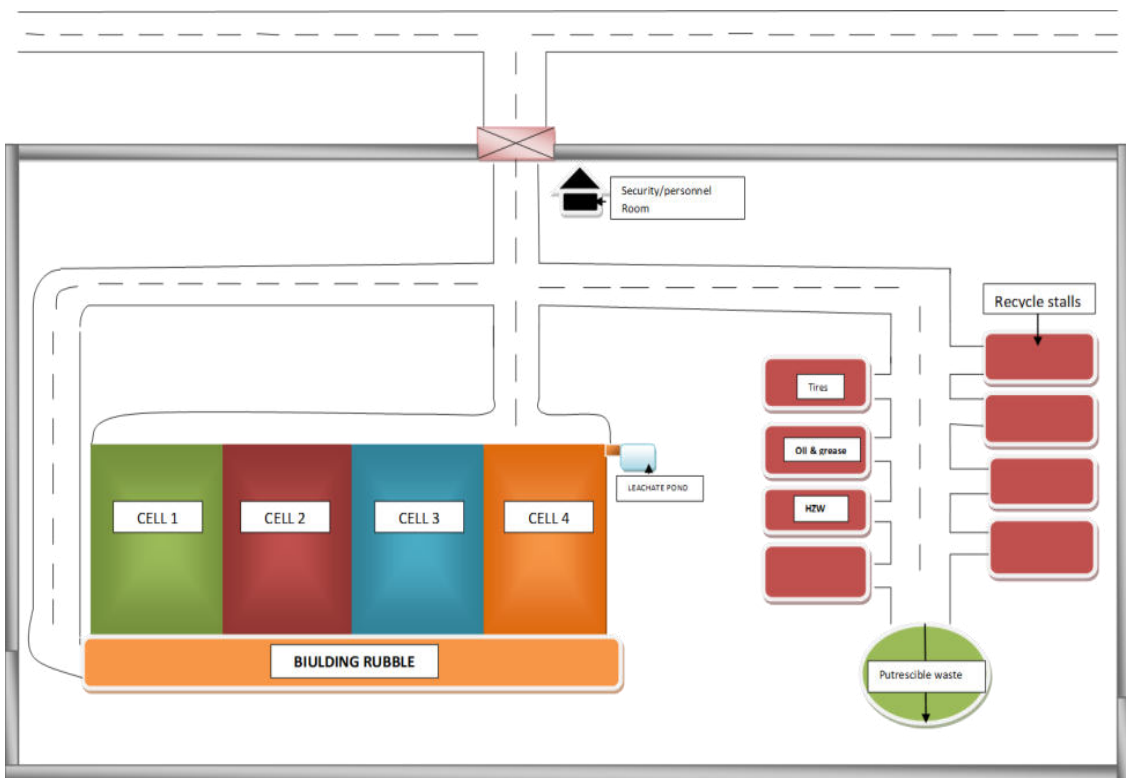 Security/personnel
Room
Recycle stalls
Tires
Oil & grease
HZW
LEACHATE POND
CELL 1
CELL 2
CELL 3
CELL 4
BIULDING RUBBLE
Putrescible waste